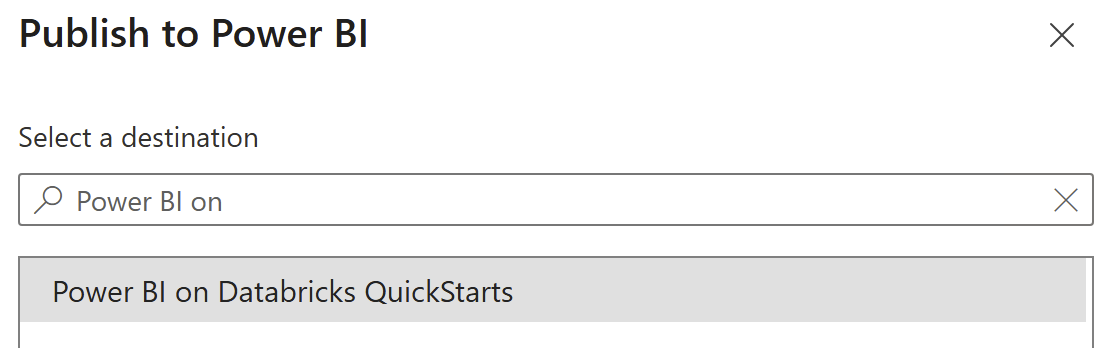 Publish to Power BI
Select a destination
Power BI on
Power BI on Databricks QuickStarts